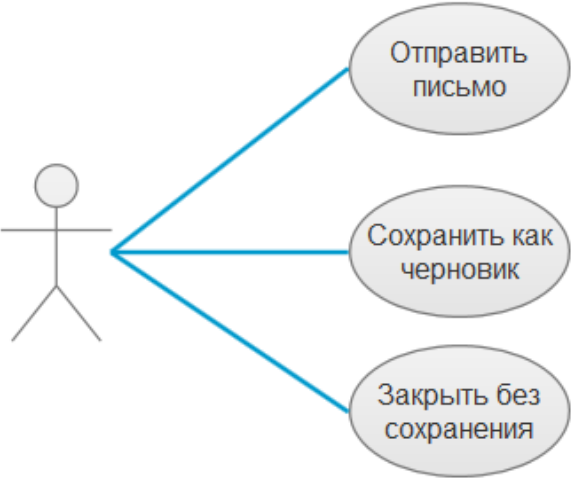 Отправить
письмо
Сохранить как
черновик
Закрыть без
сохранения